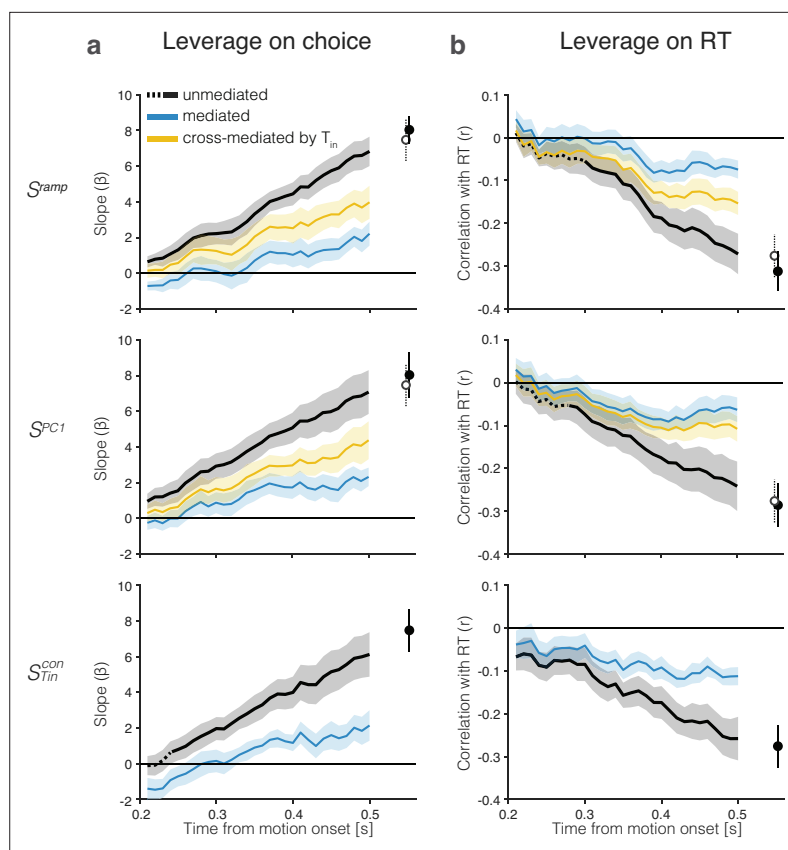 a Leverage on choice
b Leverage on RT
unmediated
mediated
cross-mediated by Tin
Sramp
Slope (β)
10
8
6
4
2
0
-2
Correlation with RT (r)
0.1
0
-0.1
-0.2
-0.3
-0.4
SPC1
Slope (β)
10
8
6
4
2
0
-2
Correlation with RT (r)
0.1
0
-0.1
-0.2
-0.3
-0.4
SconTin
Slope (β)
10
8
6
4
2
0
-2
0.2 0.3 0.4 0.5
Time from motion onset [s]
Correlation with RT (r)
0.1
0
-0.1
-0.2
-0.3
-0.4
0.2 0.3 0.4 0.5
Time from motion onset [s]